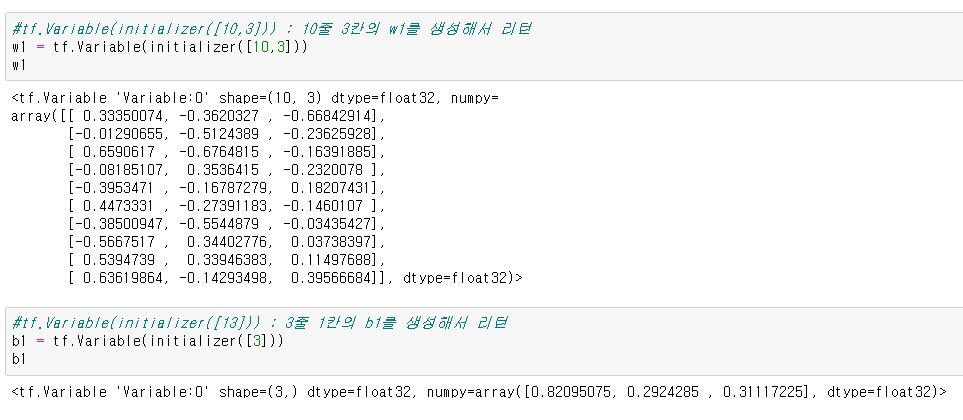 #tf.Variable(initializer([10,3])) : 10줄 3칸의 w1를 생성해서 리턴
w1 = tf.Variable(initializer([10,3]))
w1
<tf.Variable 'Variable:0' shape=(10, 3) dtype=float32, numpy=
array([[ 0.33350074, -0.3620327 , -0.66842914],
[-0.01290655, -0.5124389 , -0.23625928],
[ 0.6590617 , -0.6764815 , -0.16391885],
[-0.08185107, 0.3536415 , -0.2320078 ],
[-0.3953471 , -0.16787279, 0.18207431],
[ 0.4473331 , -0.27391183, -0.1460107 ],
[-0.38500947, -0.5544879 , -0.03435427],
[-0.5667517 , 0.34402776, 0.03738397],
[ 0.5394739 , 0.33946383, 0.11497688],
[ 0.63619864, -0.14293498, 0.39566684]], dtype=float32)>
#tf.Variable(initializer([13])) : 3줄 1칸의 b1를 생성해서 리턴
b1 = tf.Variable(initializer([3]))
b1
<tf.Variable 'Variable:0' shape=(3,) dtype=float32, numpy=array([0.82095075, 0.2924285 , 0.31117225], dtype=float32)>